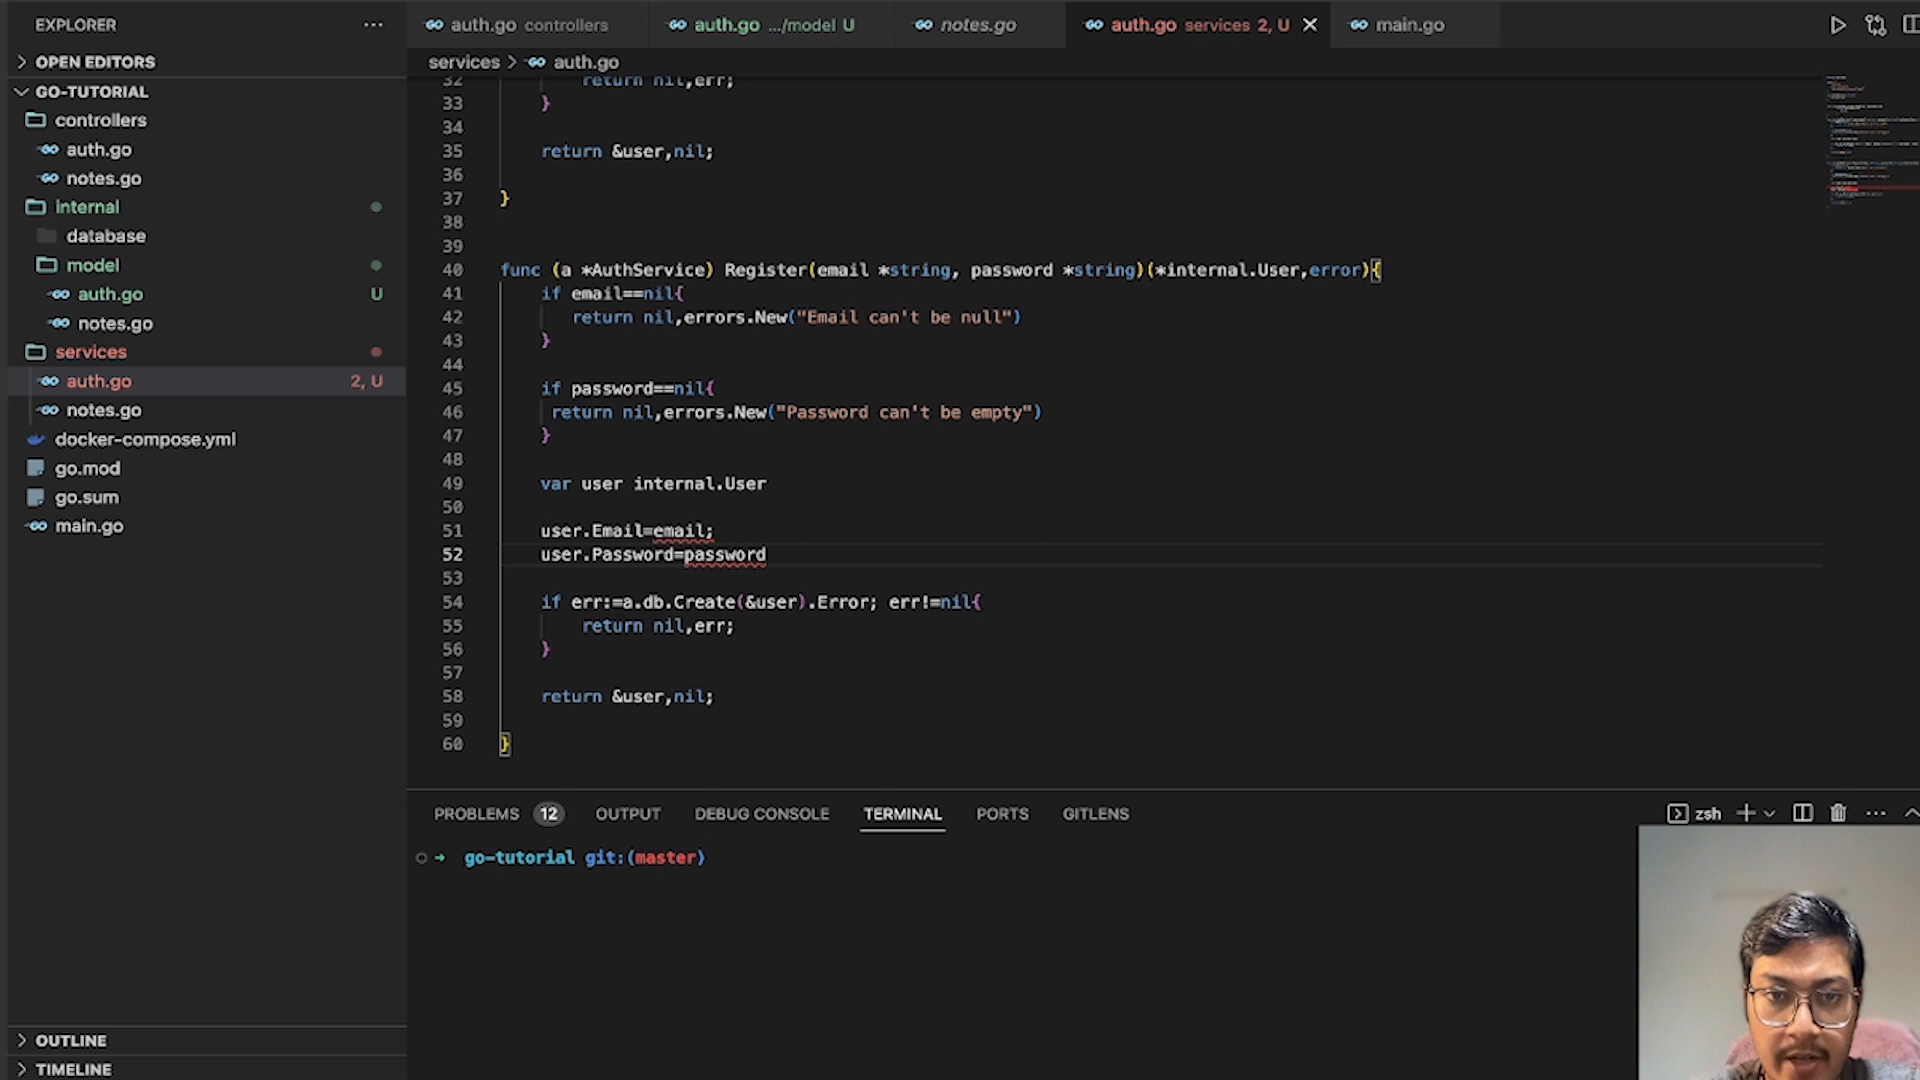 EXPLORER
OPEN EDITORS
GO-TUTORIAL
controllers
auth.go
notes.go
internal
database
model
auth.go U
notes.go
services
auth.go 2, U
notes.go
docker-compose.yml
go.mod
go.sum
main.go
OUTLINE
TIMELINE
auth.go controllers
auth.go .../model U
notes.go
auth.go services 2, U
main.go
services > auth.go
32 return nil,err;
33 }
34
35 return &user,nil;
36
37 }
38
39
40 func (a *AuthService) Register(email *string, password *string)(*internal.User,error){
41 if email==nil{
42 return nil,errors.New("Email can't be null")
43 }
44
45 if password==nil{
46 return nil,errors.New("Password can't be empty")
47 }
48
49 var user internal.User
50
51 user.Email=email;
52 user.Password=password
53
54 if err:=a.db.Create(&user).Error; err!=nil{
55 return nil,err;
56 }
57
58 return &user,nil;
59
60 }
PROBLEMS 12 OUTPUT DEBUG CONSOLE TERMINAL PORTS GITLENS
zsh
go-tutorial git:(master)